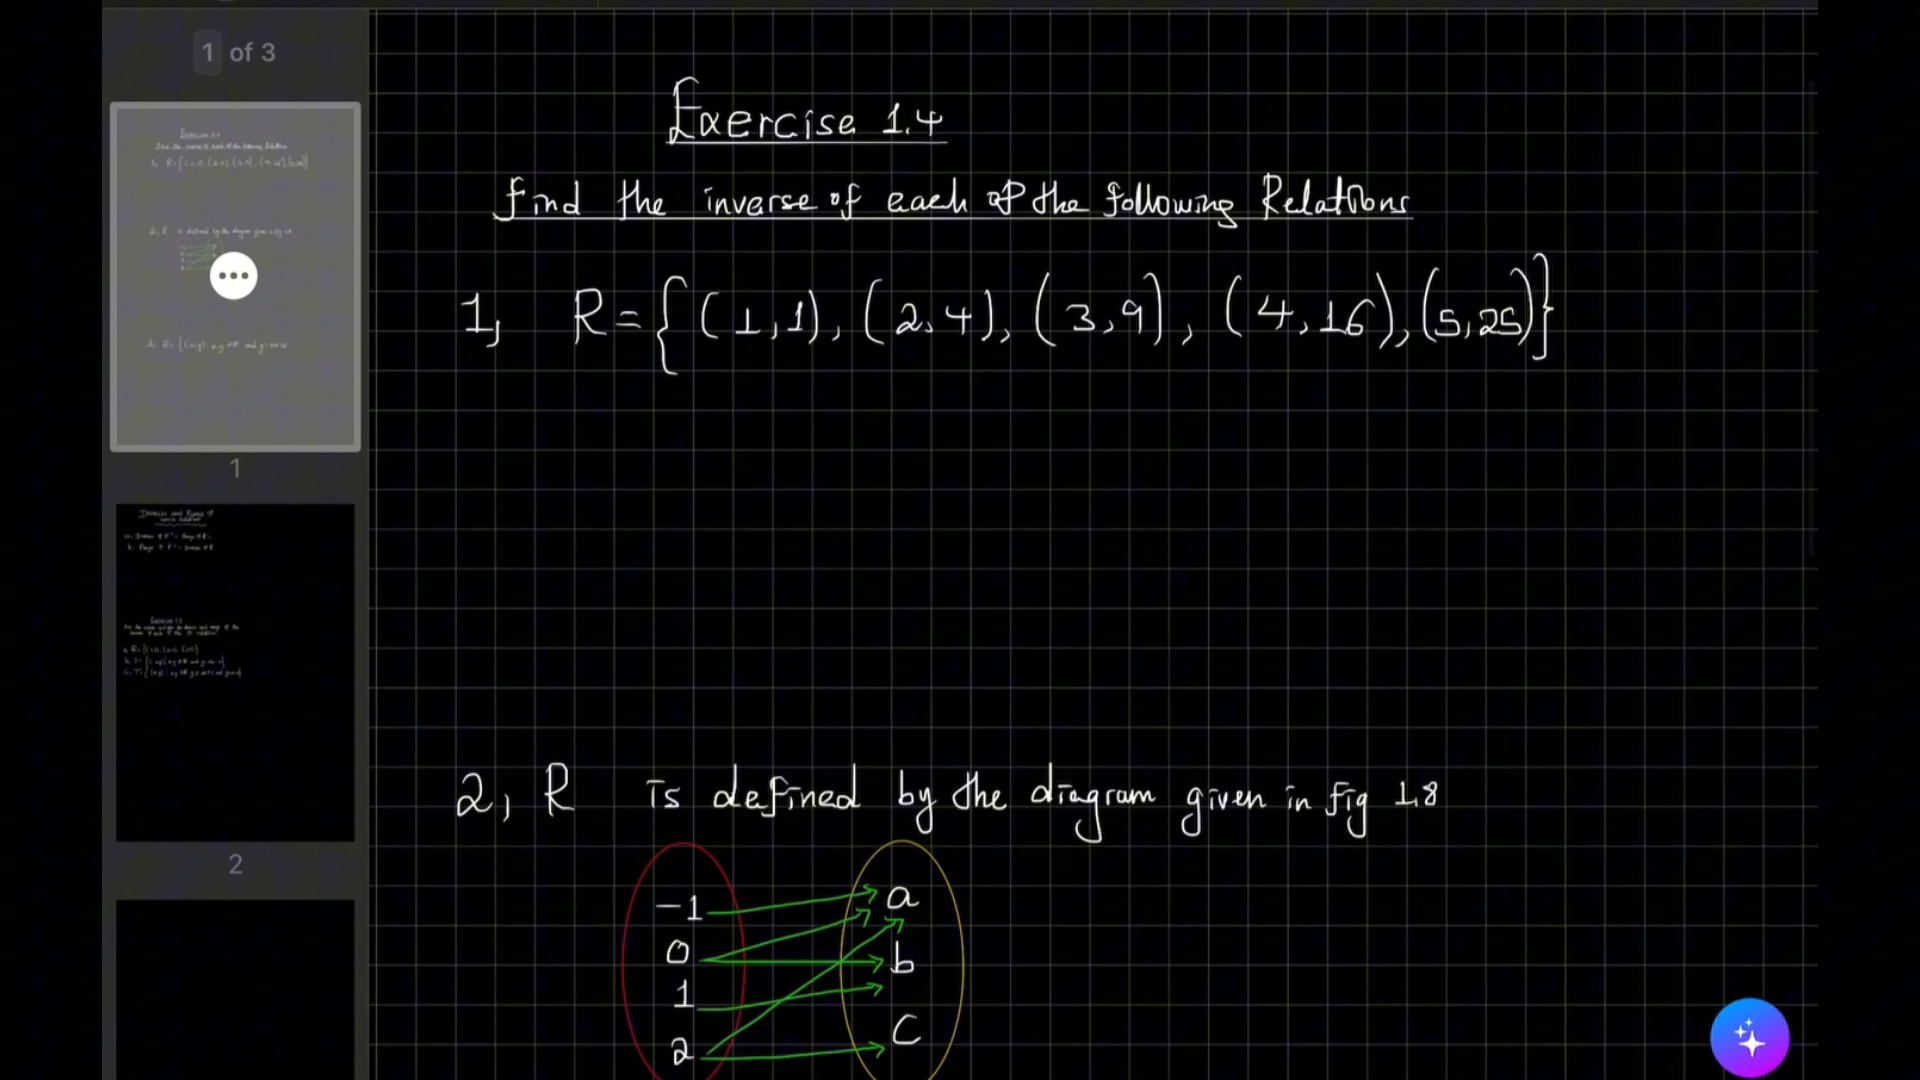 1 of 3
1
2
Exercise 1.4
Find the inverse of each of the following Relations
1, R = { (1,1), (2,4), (3,9), (4,16), (5,25)}
2, R is defined by the diagram given in fig 1.8
-1 a
0 b
1
c
2